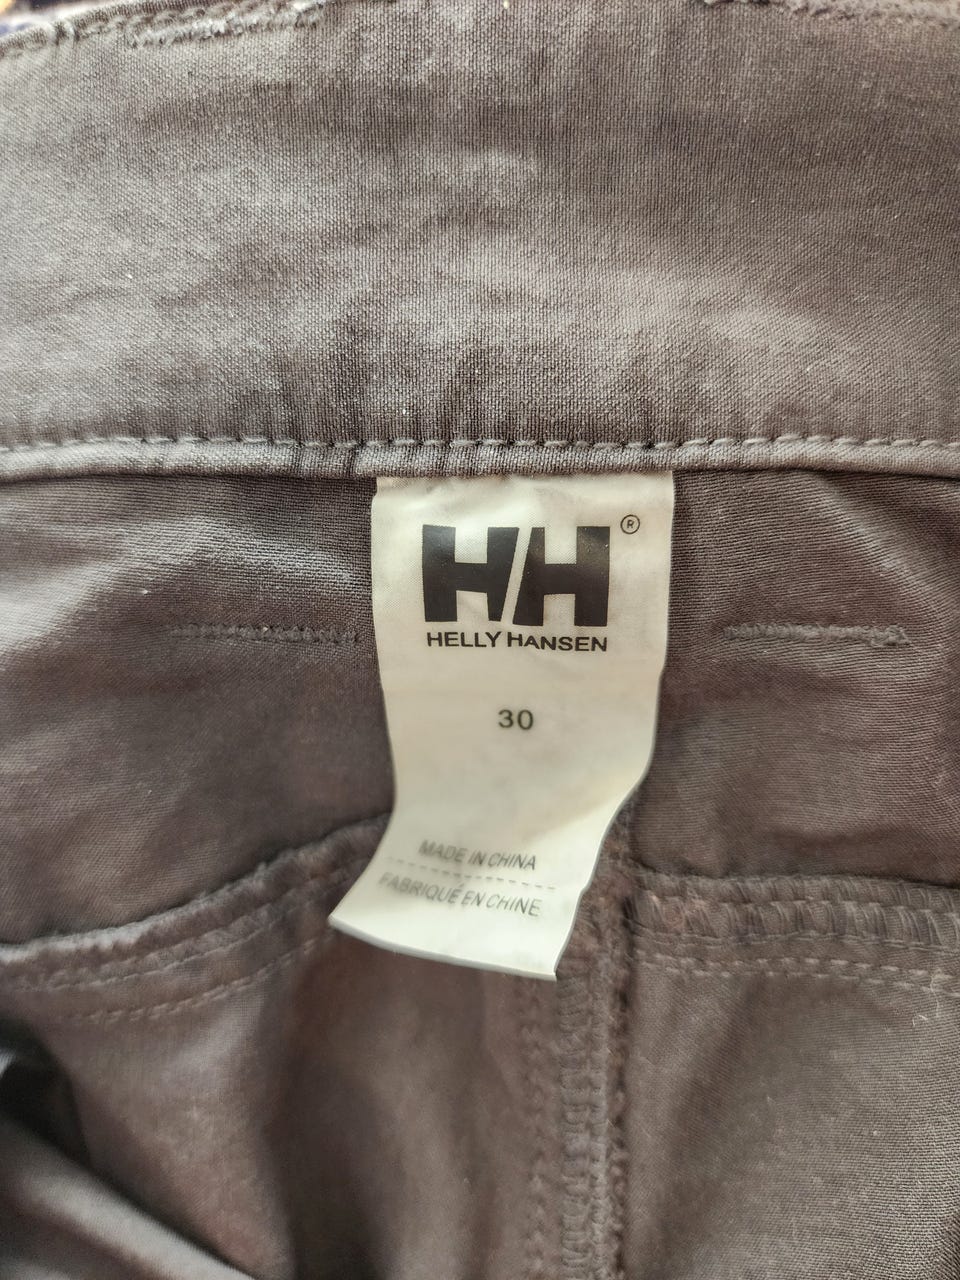 HH®
HELLY HANSEN
30
MADE IN CHINA
FABRIQUÉ EN CHINE